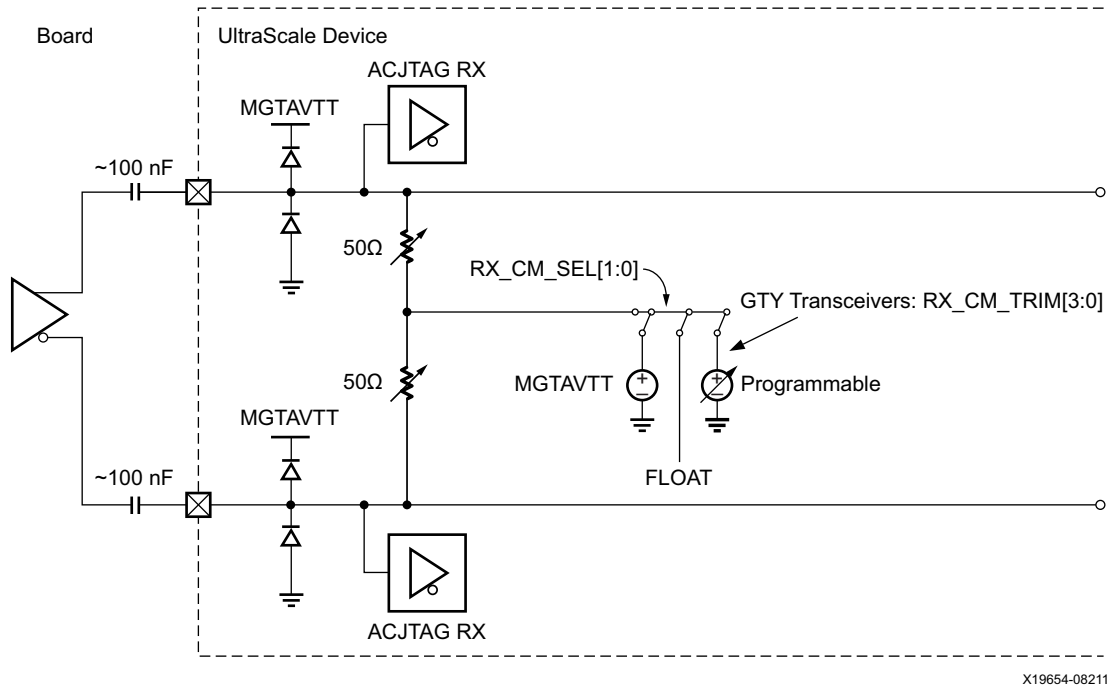 Board
UltraScale Device
ACJTAG RX
MGTAVTT
~100 nF
50Ω
RX_CM_SEL[1:0]
GTY Transceivers: RX_CM_TRIM[3:0]
+
–
+
–
50Ω
MGTAVTT
Programmable
MGTAVTT
~100 nF
FLOAT
ACJTAG RX
X19654-08211